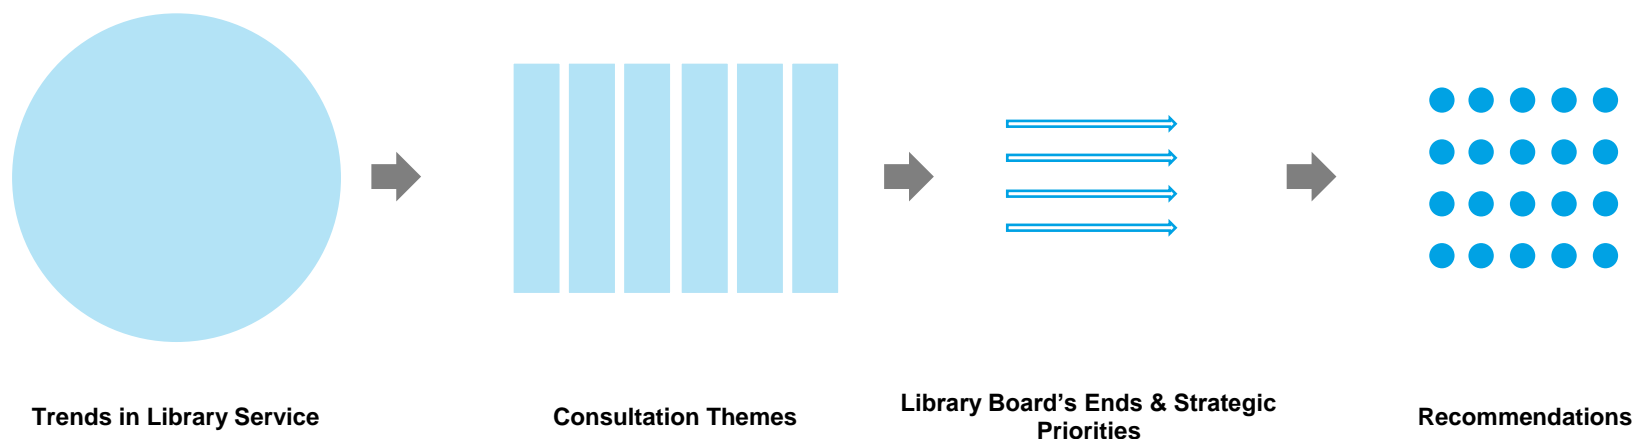 Trends in Library Service
Consultation Themes
Library Board’s Ends & Strategic
Priorities
Recommendations